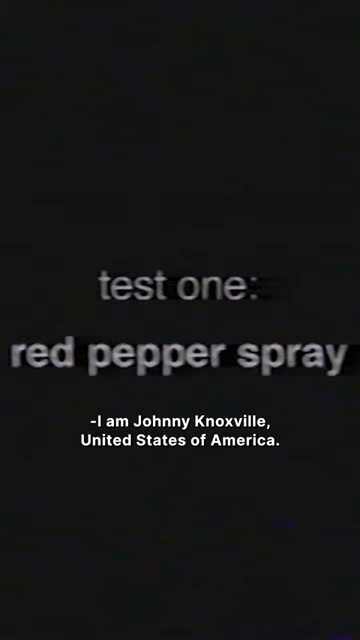 test one:
red pepper spray
-I am Johnny Knoxville,
United States of America.